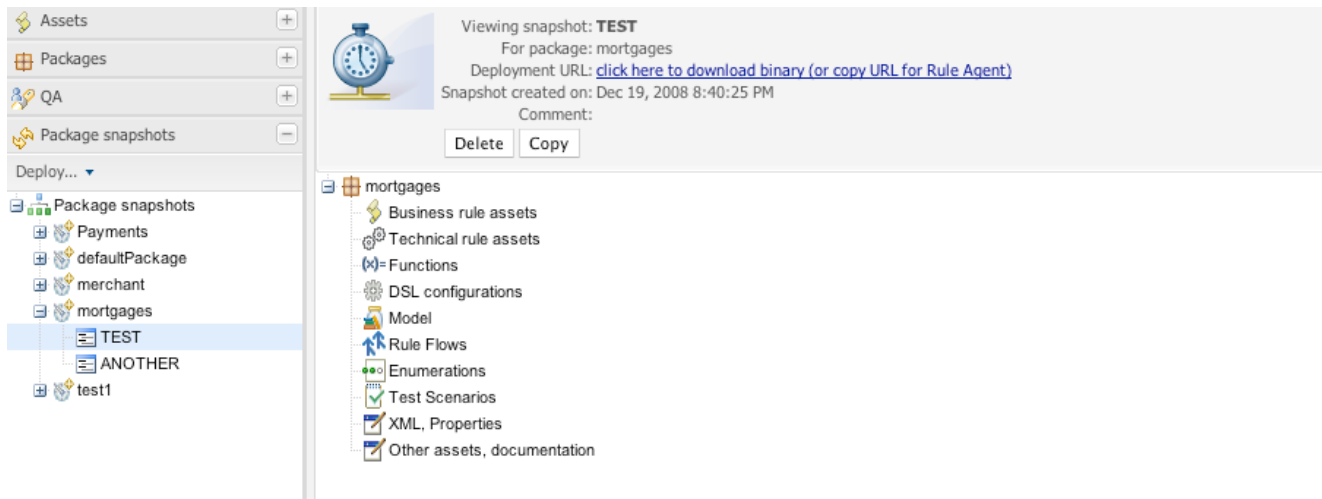 Assets
Packages
QA
Package snapshots
Deploy...
Package snapshots
Payments
defaultPackage
merchant
mortgages
TEST
ANOTHER
test1
Viewing snapshot: TEST
For package: mortgages
Deployment URL: click here to download binary (or copy URL for Rule Agent)
Snapshot created on: Dec 19, 2008 8:40:25 PM
Comment:
Delete Copy
mortgages
Business rule assets
Technical rule assets
(x)= Functions
DSL configurations
Model
Rule Flows
Enumerations
Test Scenarios
XML, Properties
Other assets, documentation